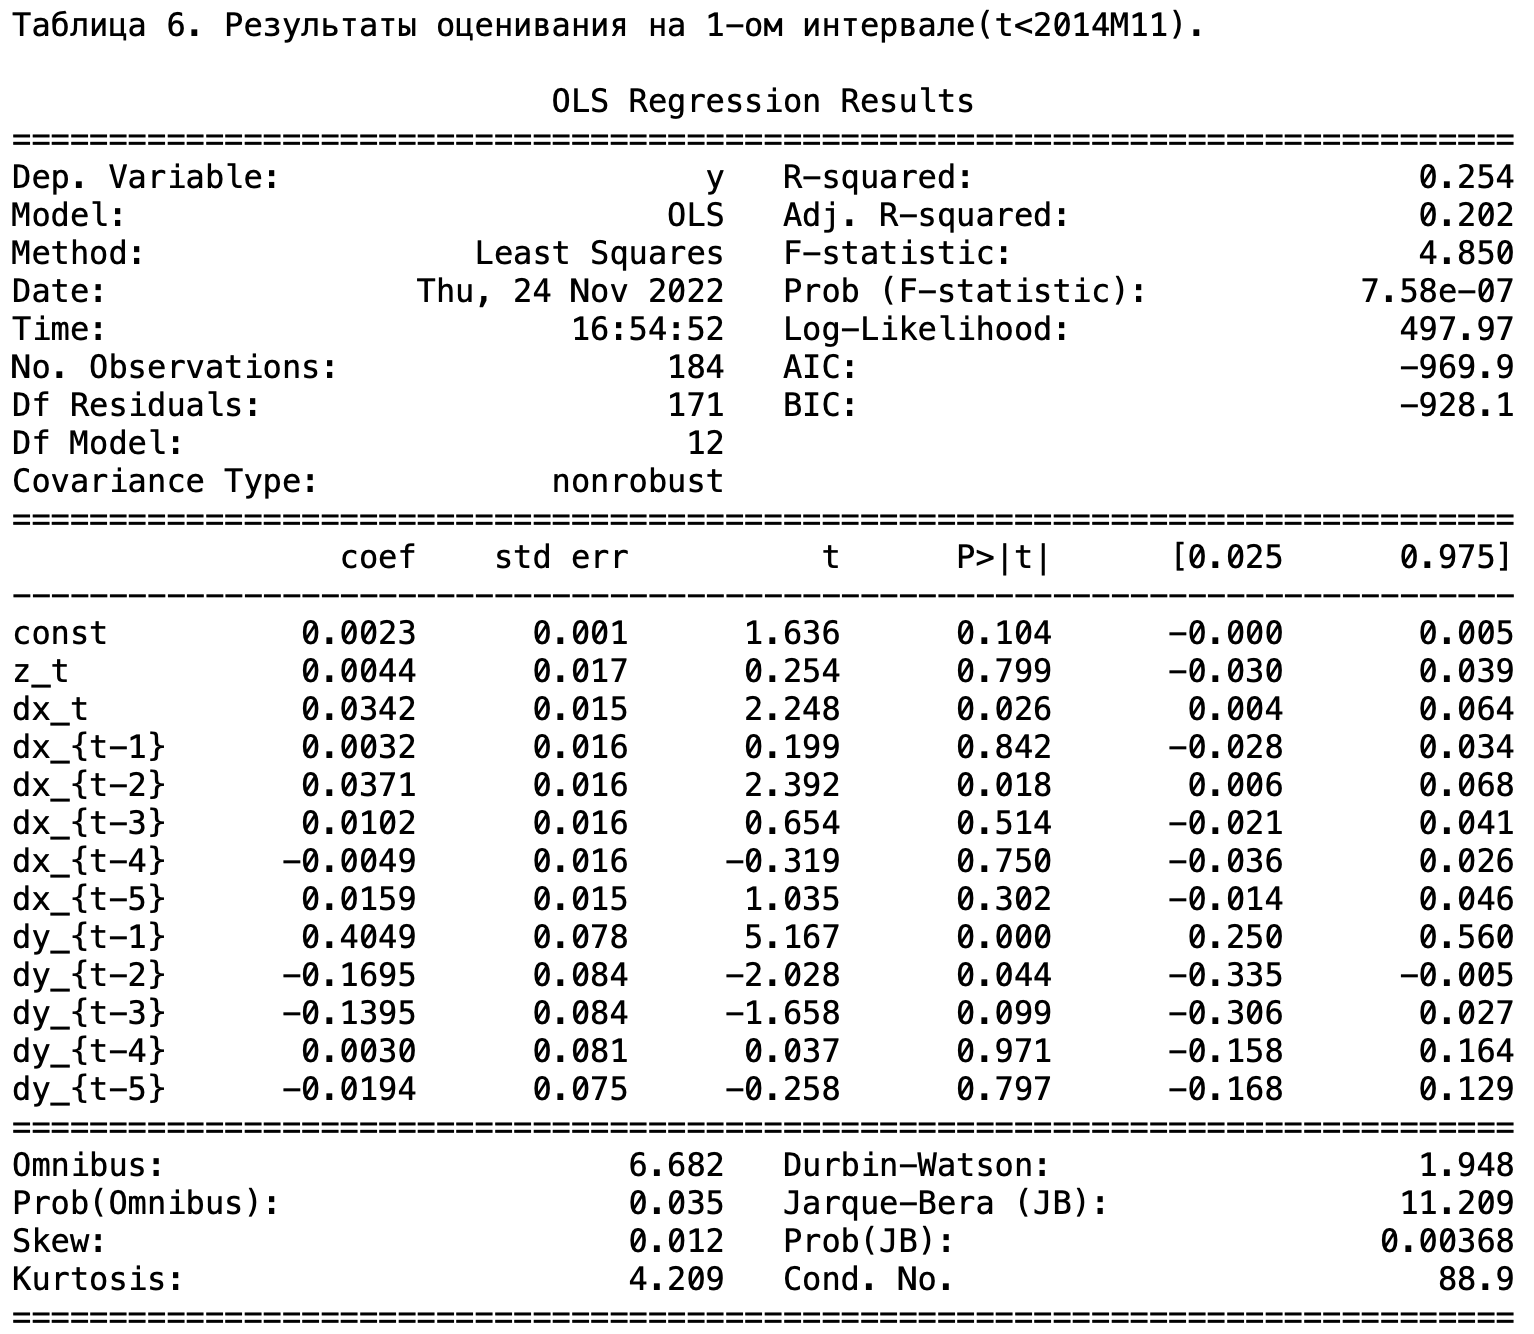 Таблица 6. Результаты оценивания на 1-ом интервале(t<2014M11).
OLS Regression Results
==============================================================================
Dep. Variable:                      y   R-squared:                       0.254
Model:                            OLS   Adj. R-squared:                  0.202
Method:                 Least Squares   F-statistic:                     4.850
Date:                Thu, 24 Nov 2022   Prob (F-statistic):           7.58e-07
Time:                        16:54:52   Log-Likelihood:                 497.97
No. Observations:                 184   AIC:                            -969.9
Df Residuals:                     171   BIC:                            -928.1
Df Model:                          12
Covariance Type:            nonrobust
==============================================================================
                 coef    std err          t      P>|t|      [0.025      0.975]
------------------------------------------------------------------------------
const          0.0023      0.001      1.636      0.104      -0.000       0.005
z_t            0.0044      0.017      0.254      0.799      -0.030       0.039
dx_t           0.0342      0.015      2.248      0.026       0.004       0.064
dx_{t-1}       0.0032      0.016      0.199      0.842      -0.028       0.034
dx_{t-2}       0.0371      0.016      2.392      0.018       0.006       0.068
dx_{t-3}       0.0102      0.016      0.654      0.514      -0.021       0.041
dx_{t-4}      -0.0049      0.016     -0.319      0.750      -0.036       0.026
dx_{t-5}       0.0159      0.015      1.035      0.302      -0.014       0.046
dy_{t-1}       0.4049      0.078      5.167      0.000       0.250       0.560
dy_{t-2}      -0.1695      0.084     -2.028      0.044      -0.335      -0.005
dy_{t-3}      -0.1395      0.084     -1.658      0.099      -0.306       0.027
dy_{t-4}       0.0030      0.081      0.037      0.971      -0.158       0.164
dy_{t-5}      -0.0194      0.075     -0.258      0.797      -0.168       0.129
==============================================================================
Omnibus:                        6.682   Durbin-Watson:                   1.948
Prob(Omnibus):                  0.035   Jarque-Bera (JB):               11.209
Skew:                           0.012   Prob(JB):                      0.00368
Kurtosis:                       4.209   Cond. No.                         88.9
==============================================================================